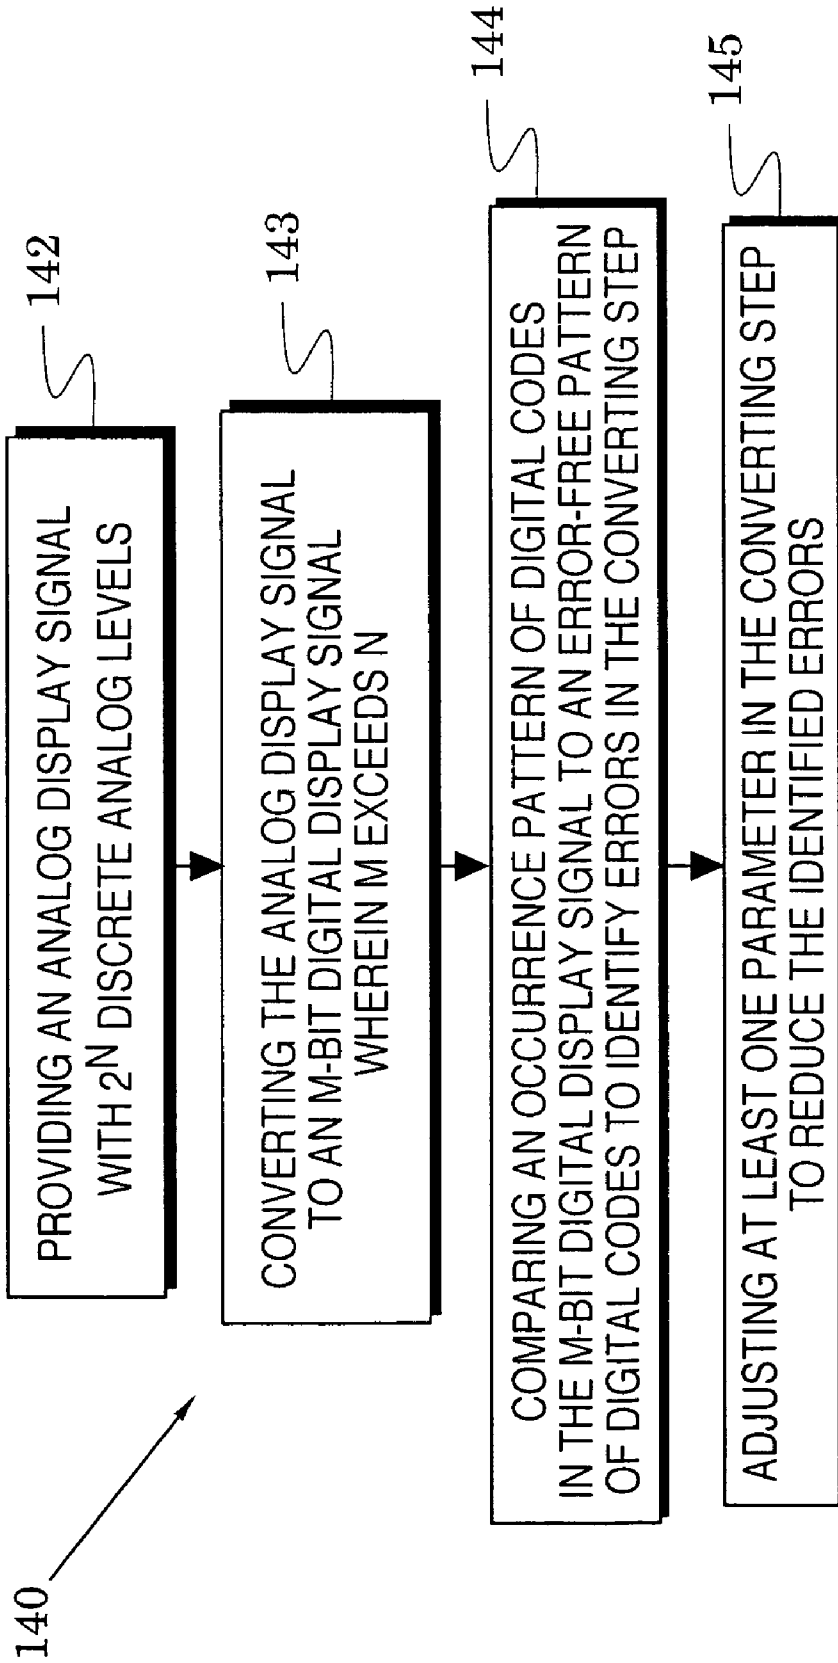 140
142
PROVIDING AN ANALOG DISPLAY SIGNAL
WITH 2^N DISCRETE ANALOG LEVELS
143
CONVERTING THE ANALOG DISPLAY SIGNAL
TO AN M-BIT DIGITAL DISPLAY SIGNAL
WHEREIN M EXCEEDS N
144
COMPARING AN OCCURRENCE PATTERN OF DIGITAL CODES
IN THE M-BIT DIGITAL DISPLAY SIGNAL TO AN ERROR-FREE PATTERN
OF DIGITAL CODES TO IDENTIFY ERRORS IN THE CONVERTING STEP
145
ADJUSTING AT LEAST ONE PARAMETER IN THE CONVERTING STEP
TO REDUCE THE IDENTIFIED ERRORS